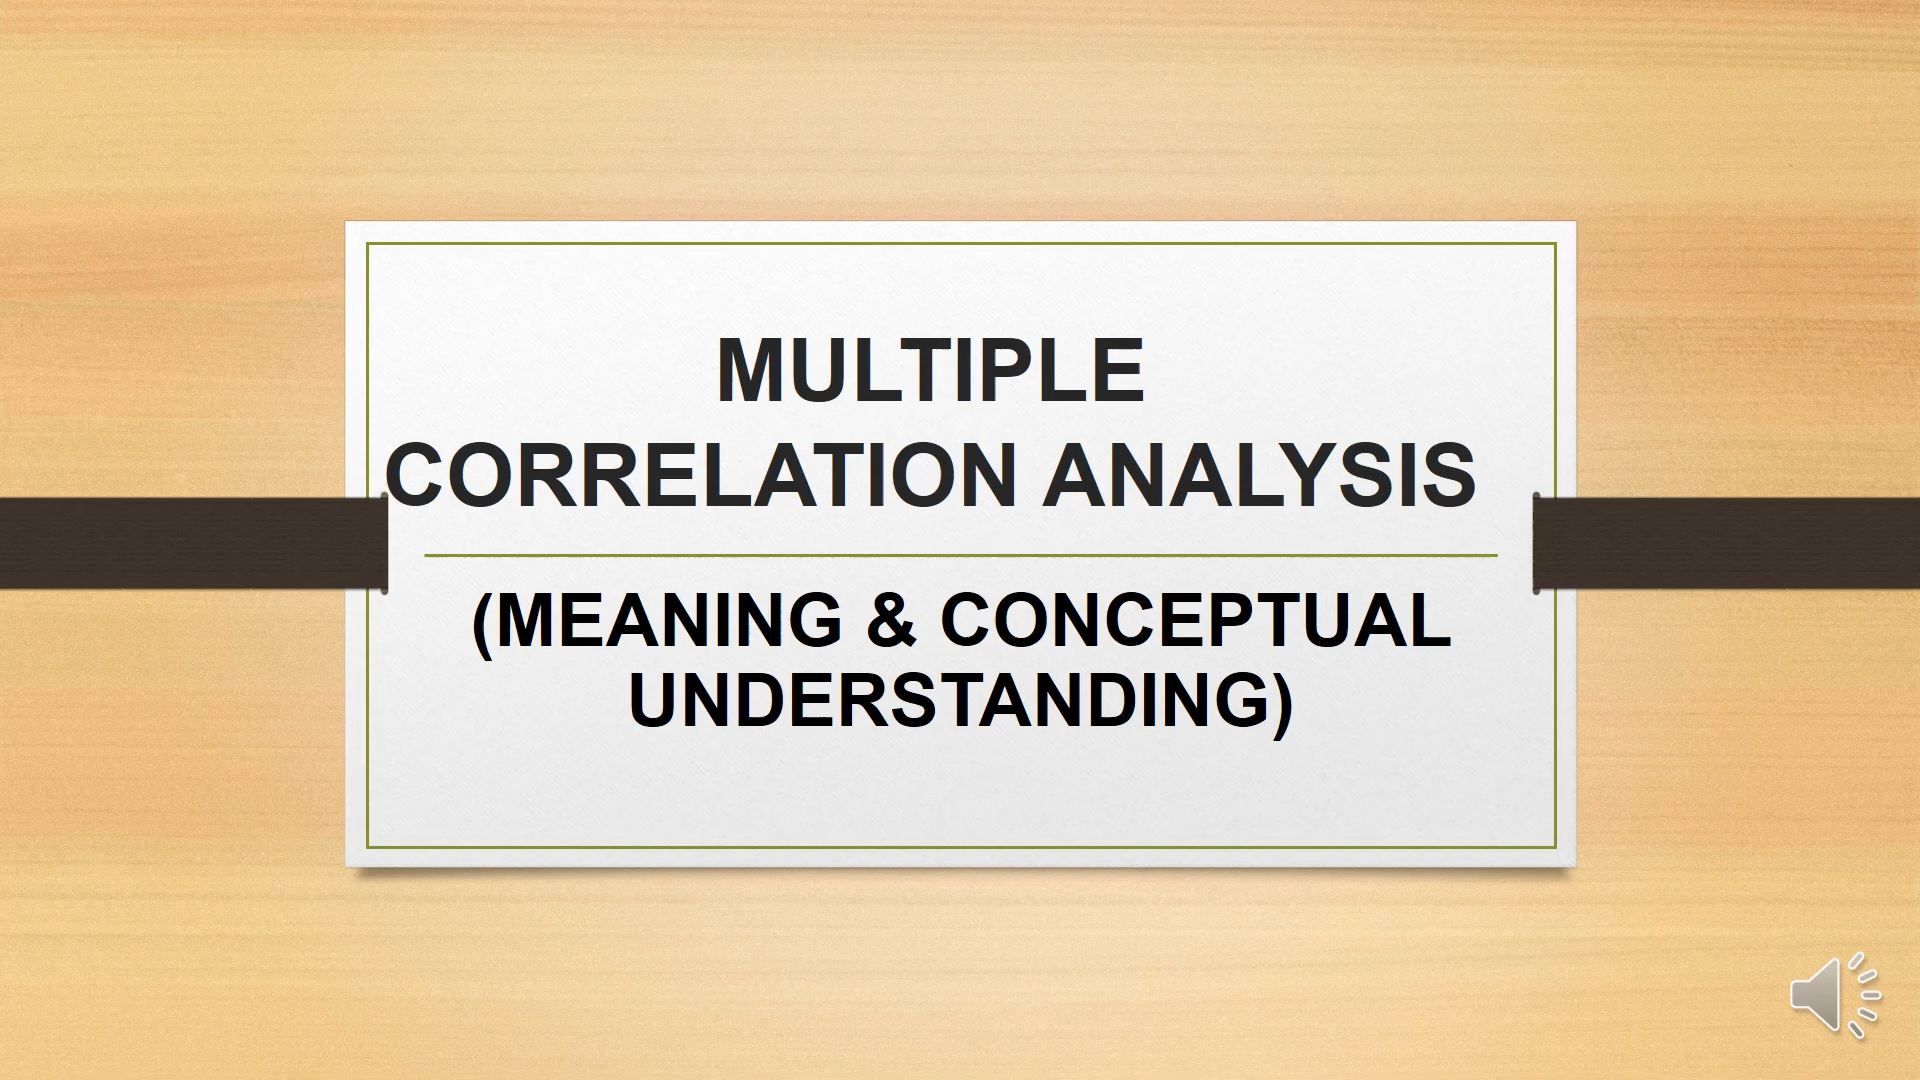 MULTIPLE
CORRELATION ANALYSIS
(MEANING & CONCEPTUAL
UNDERSTANDING)